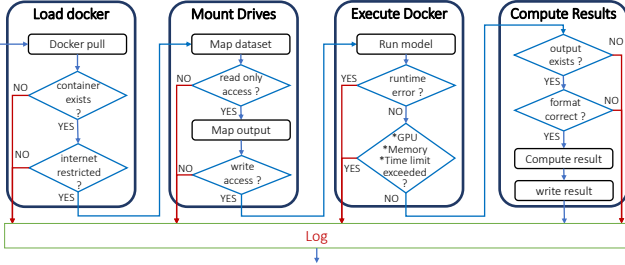 Load docker
Docker pull
container
exists
?
NO
YES
internet
restricted
?
NO
YES
Mount Drives
Map dataset
read only
access ?
NO
YES
Map output
write
access ?
NO
YES
Execute Docker
Run model
runtime
error ?
YES
NO
*GPU
*Memory
*Time limit
exceeded
?
YES
NO
Compute Results
output
exists ?
NO
YES
format
correct ?
NO
YES
Compute result
write result
Log